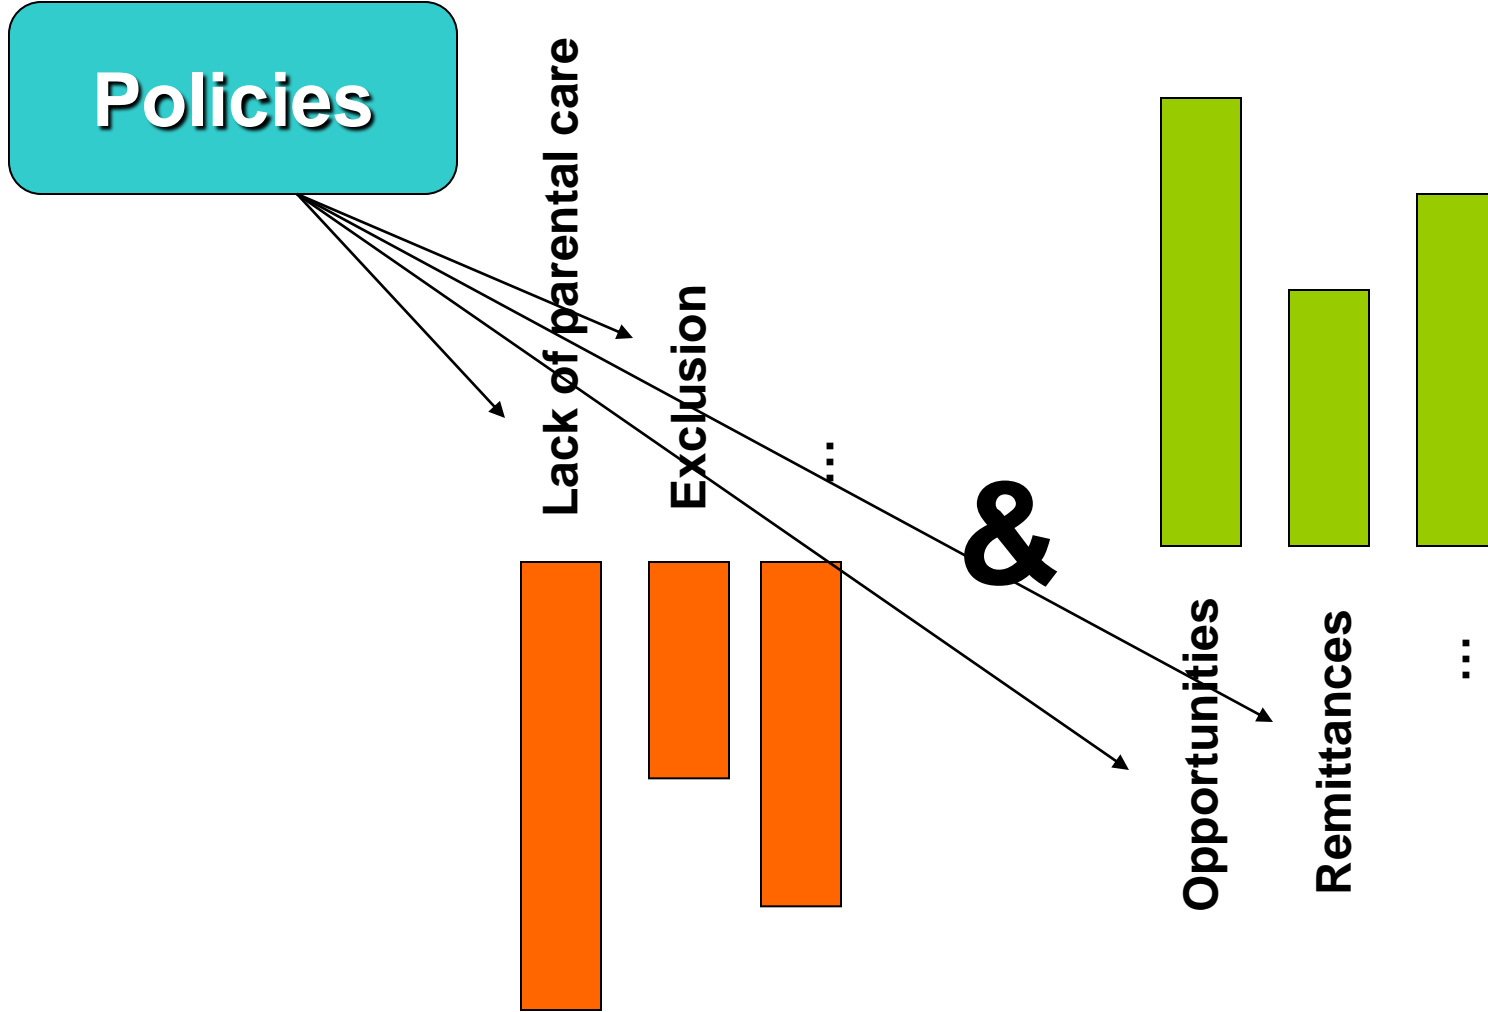 Policies
Lack of parental care
Exclusion
…
&
Opportunities
Remittances
…